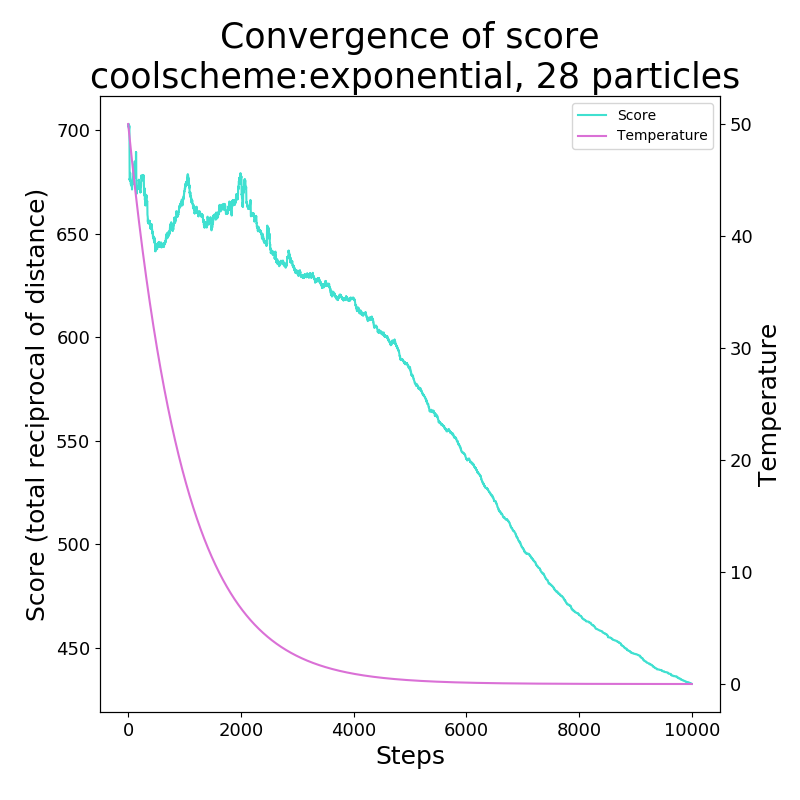 Convergence of score
coolscheme:exponential, 28 particles
Score
Temperature
Score (total reciprocal of distance)
700
650
600
550
500
450
50
40
30
20
10
0
Temperature
0 2000 4000 6000 8000 10000
Steps